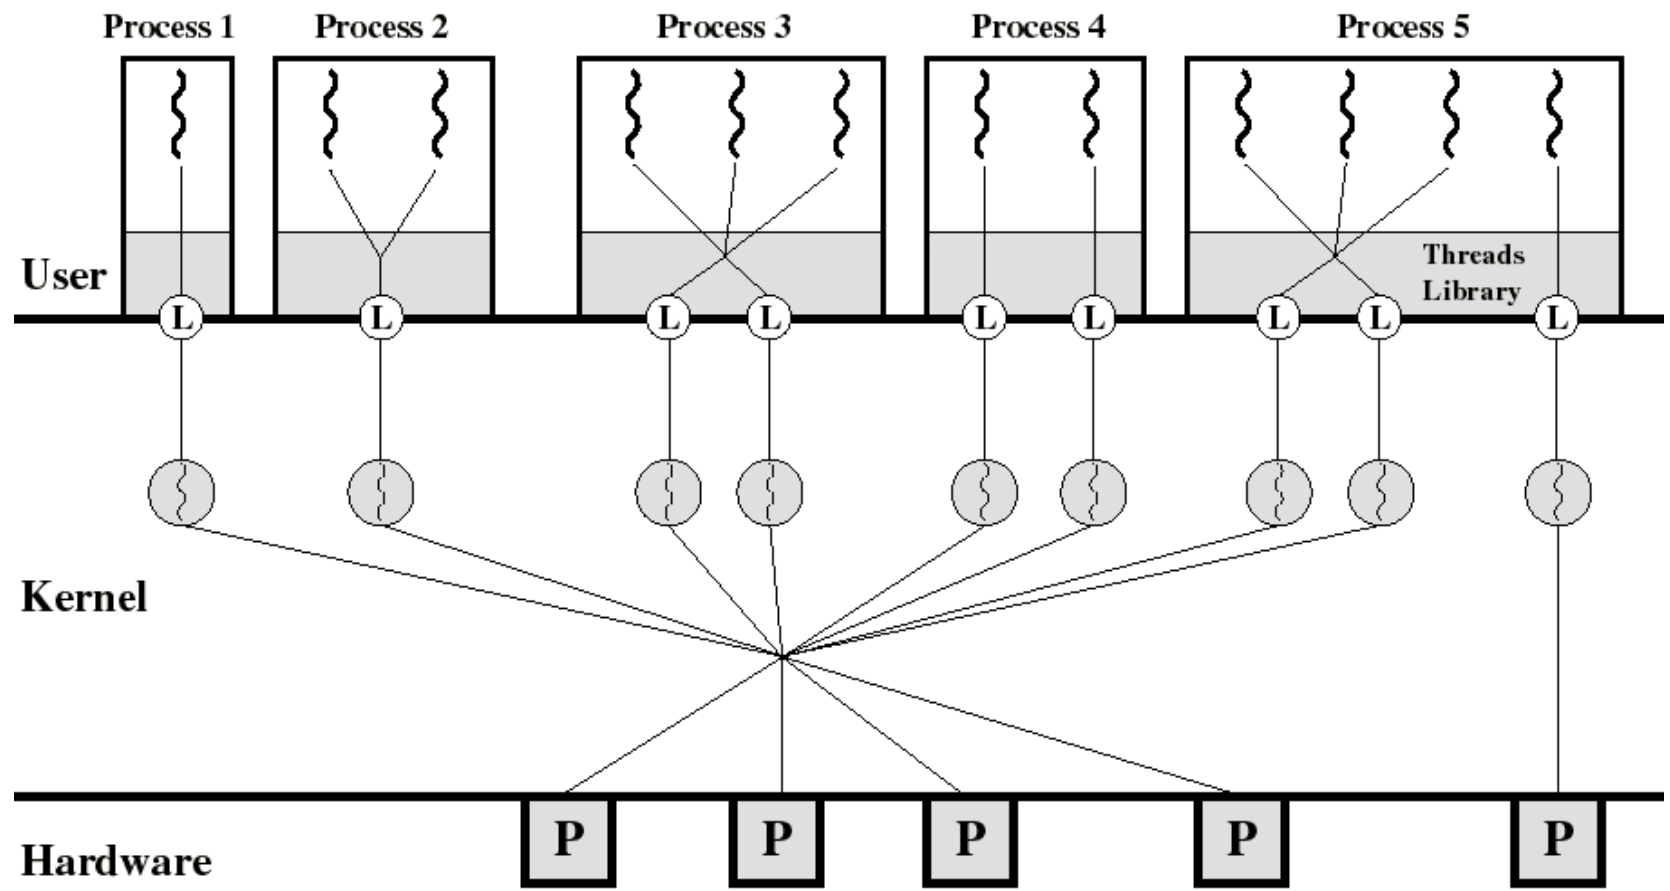 Process 1
Process 2
Process 3
Process 4
Process 5
Threads
Library
User
L
L
L
L
L
L
L
L
L
Kernel
P
P
P
P
P
Hardware